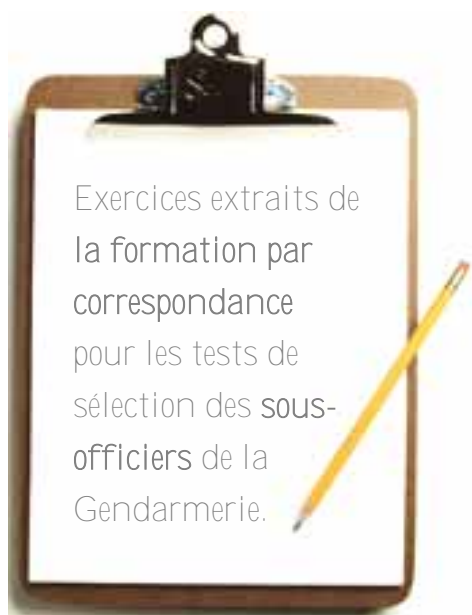 Exercices extraits de
la formation par
correspondance
pour les tests de
sélection des sous-
officiers de la
Gendarmerie.